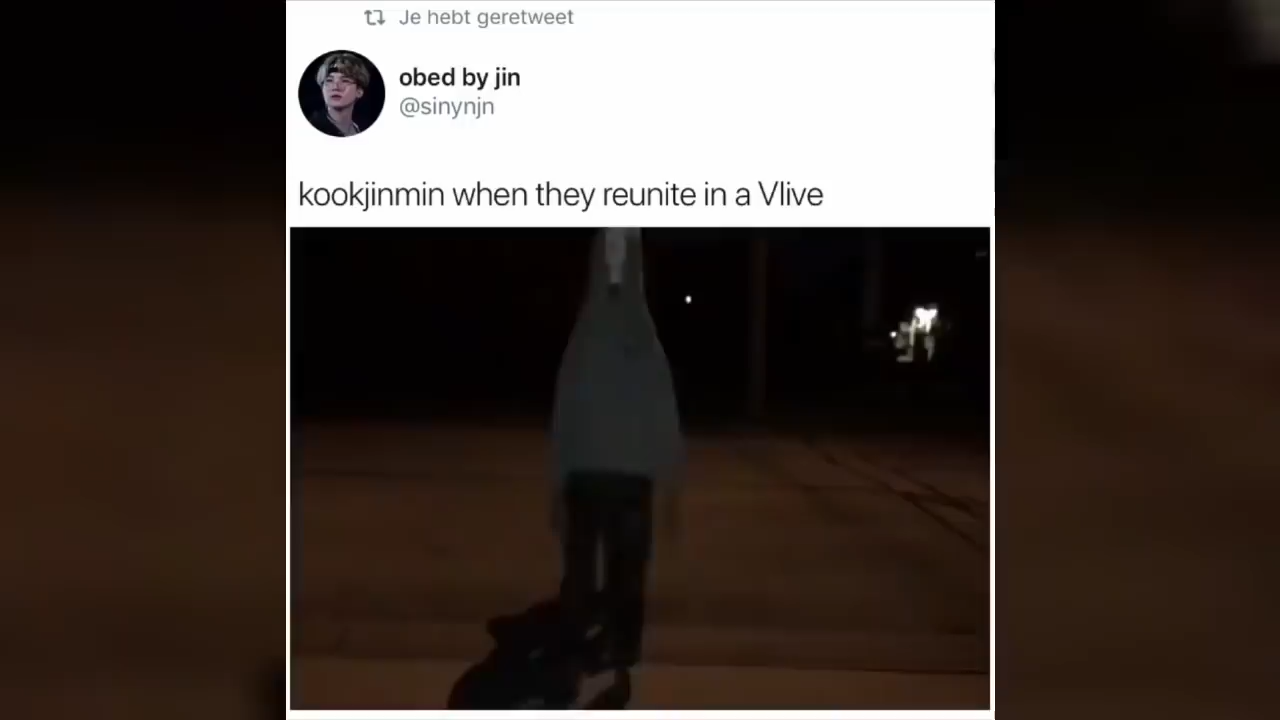 Je hebt geretweet
obed by jin
@sinynjn
kookjinmin when they reunite in a Vlive